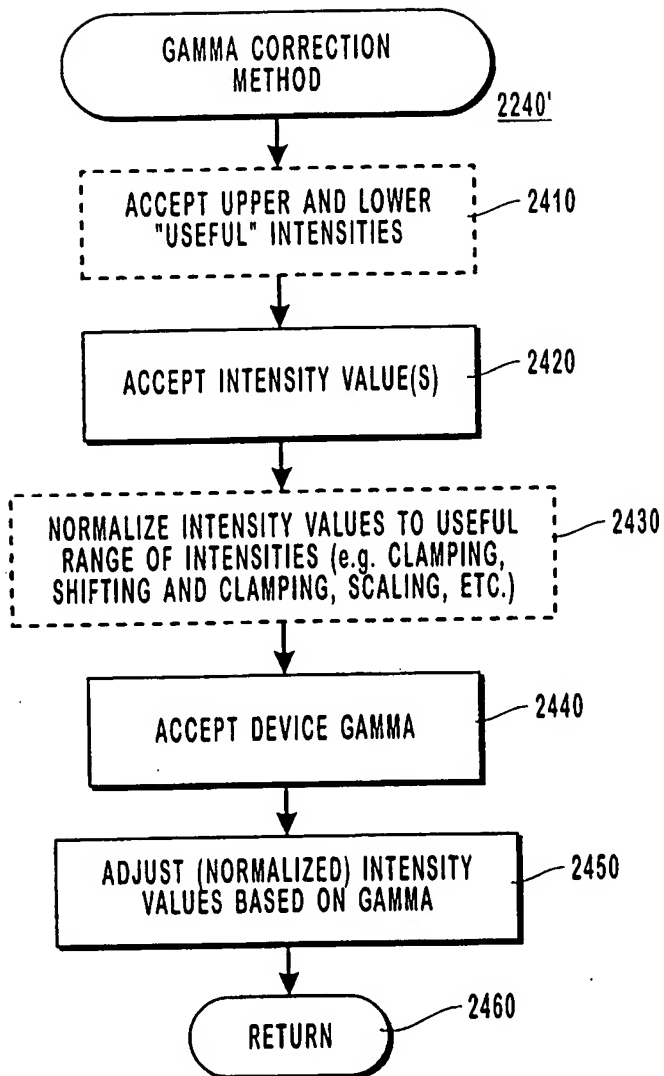 GAMMA CORRECTION
METHOD
2240'
ACCEPT UPPER AND LOWER
"USEFUL" INTENSITIES
2410
ACCEPT INTENSITY VALUE(S)
2420
NORMALIZE INTENSITY VALUES TO USEFUL
RANGE OF INTENSITIES (e.g. CLAMPING,
SHIFTING AND CLAMPING, SCALING, ETC.)
2430
ACCEPT DEVICE GAMMA
2440
ADJUST (NORMALIZED) INTENSITY
VALUES BASED ON GAMMA
2450
RETURN
2460